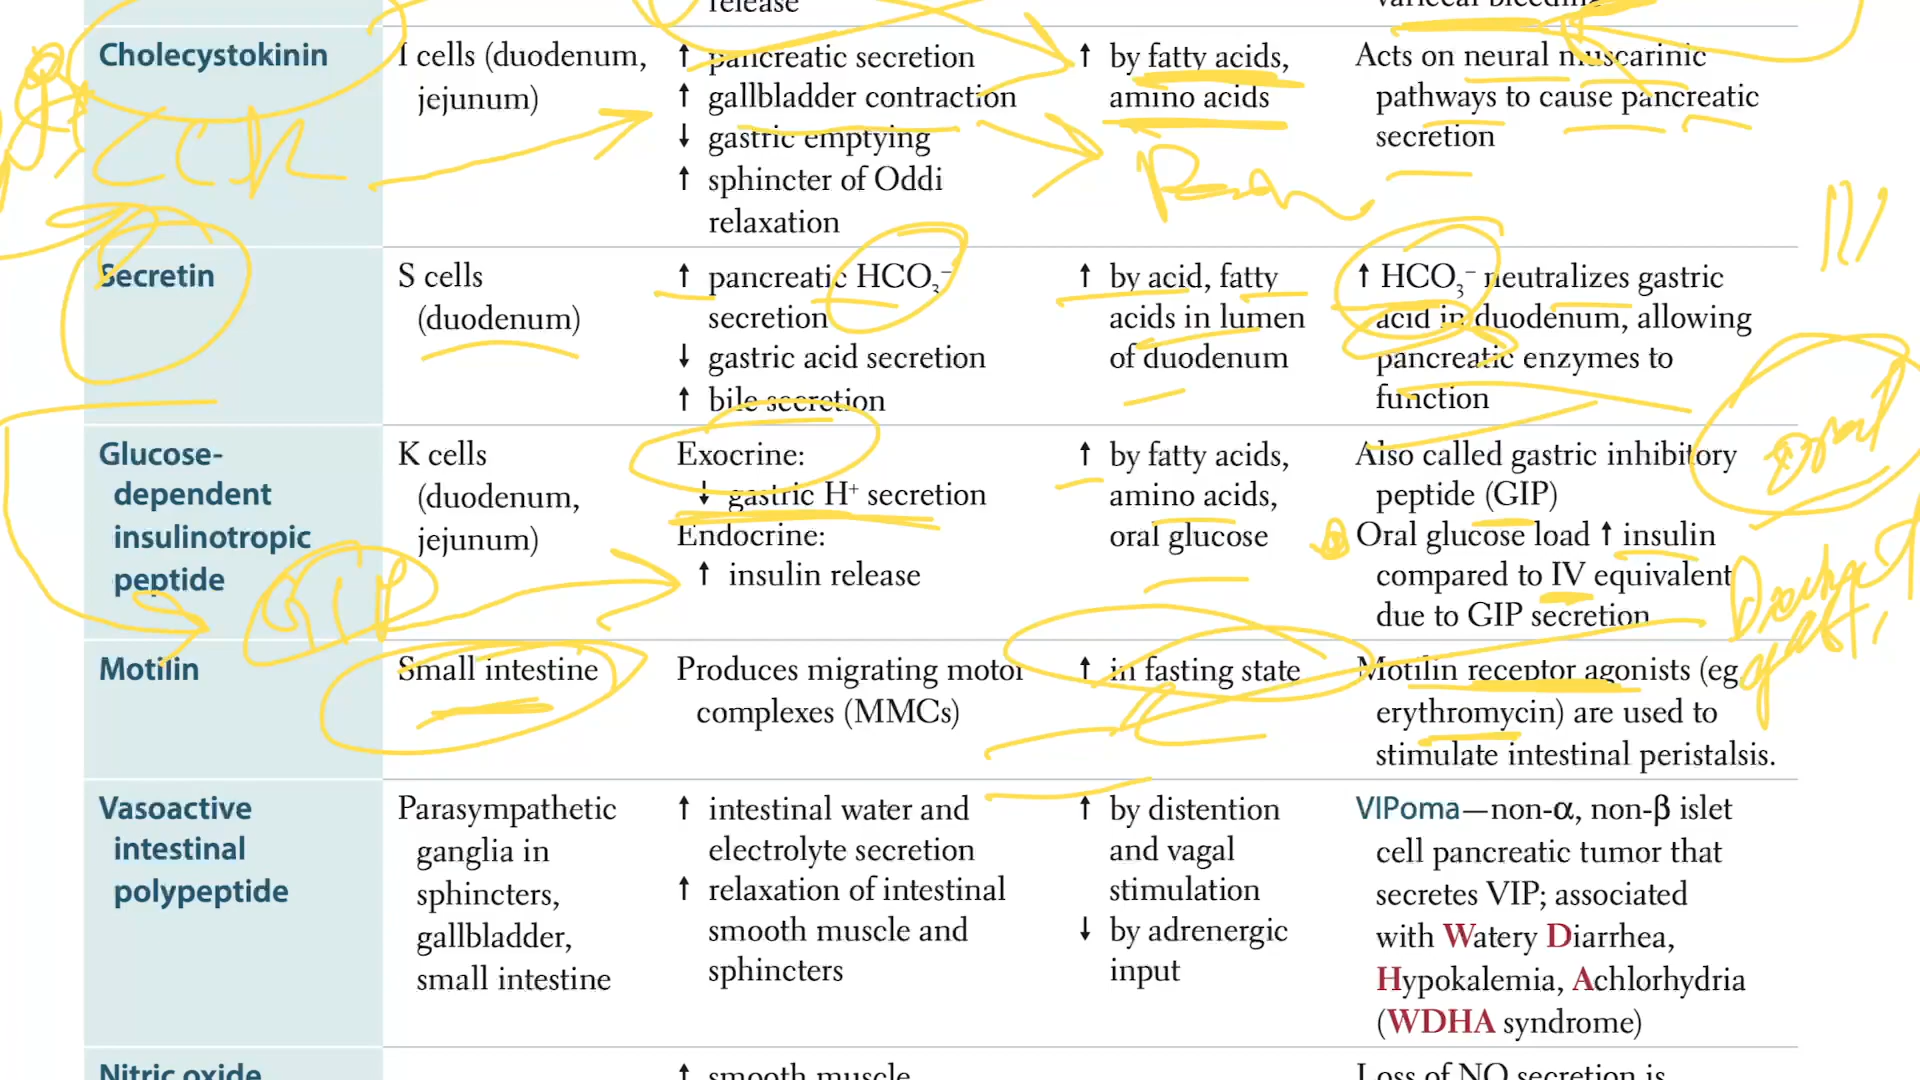 release
variceal bleeding
Cholecystokinin
I cells (duodenum,
jejunum)
↑ pancreatic secretion
↑ gallbladder contraction
↓ gastric emptying
↑ sphincter of Oddi
relaxation
↑ by fatty acids,
amino acids
Acts on neural muscarinic
pathways to cause pancreatic
secretion
CCK
Secretin
S cells
(duodenum)
↑ pancreatic HCO₃⁻
secretion
↓ gastric acid secretion
↑ bile secretion
↑ by acid, fatty
acids in lumen
of duodenum
↑ HCO₃⁻ neutralizes gastric
acid in duodenum, allowing
pancreatic enzymes to
function
Glucose-
dependent
insulinotropic
peptide
GIP
K cells
(duodenum,
jejunum)
Exocrine:
↓ gastric H⁺ secretion
Endocrine:
↑ insulin release
↑ by fatty acids,
amino acids,
oral glucose
Also called gastric inhibitory
peptide (GIP)
Oral glucose load ↑ insulin
compared to IV equivalent
due to GIP secretion
Motilin
Small intestine
Produces migrating motor
complexes (MMCs)
↑ in fasting state
Motilin receptor agonists (eg,
erythromycin) are used to
stimulate intestinal peristalsis.
Vasoactive
intestinal
polypeptide
Parasympathetic
ganglia in
sphincters,
gallbladder,
small intestine
↑ intestinal water and
electrolyte secretion
↑ relaxation of intestinal
smooth muscle and
sphincters
↑ by distention
and vagal
stimulation
↓ by adrenergic
input
VIPoma—non-α, non-β islet
cell pancreatic tumor that
secretes VIP; associated
with Watery Diarrhea,
Hypokalemia, Achlorhydria
(WDHA syndrome)
Nitric oxide
↑ smooth muscle
Loss of NO secretion is